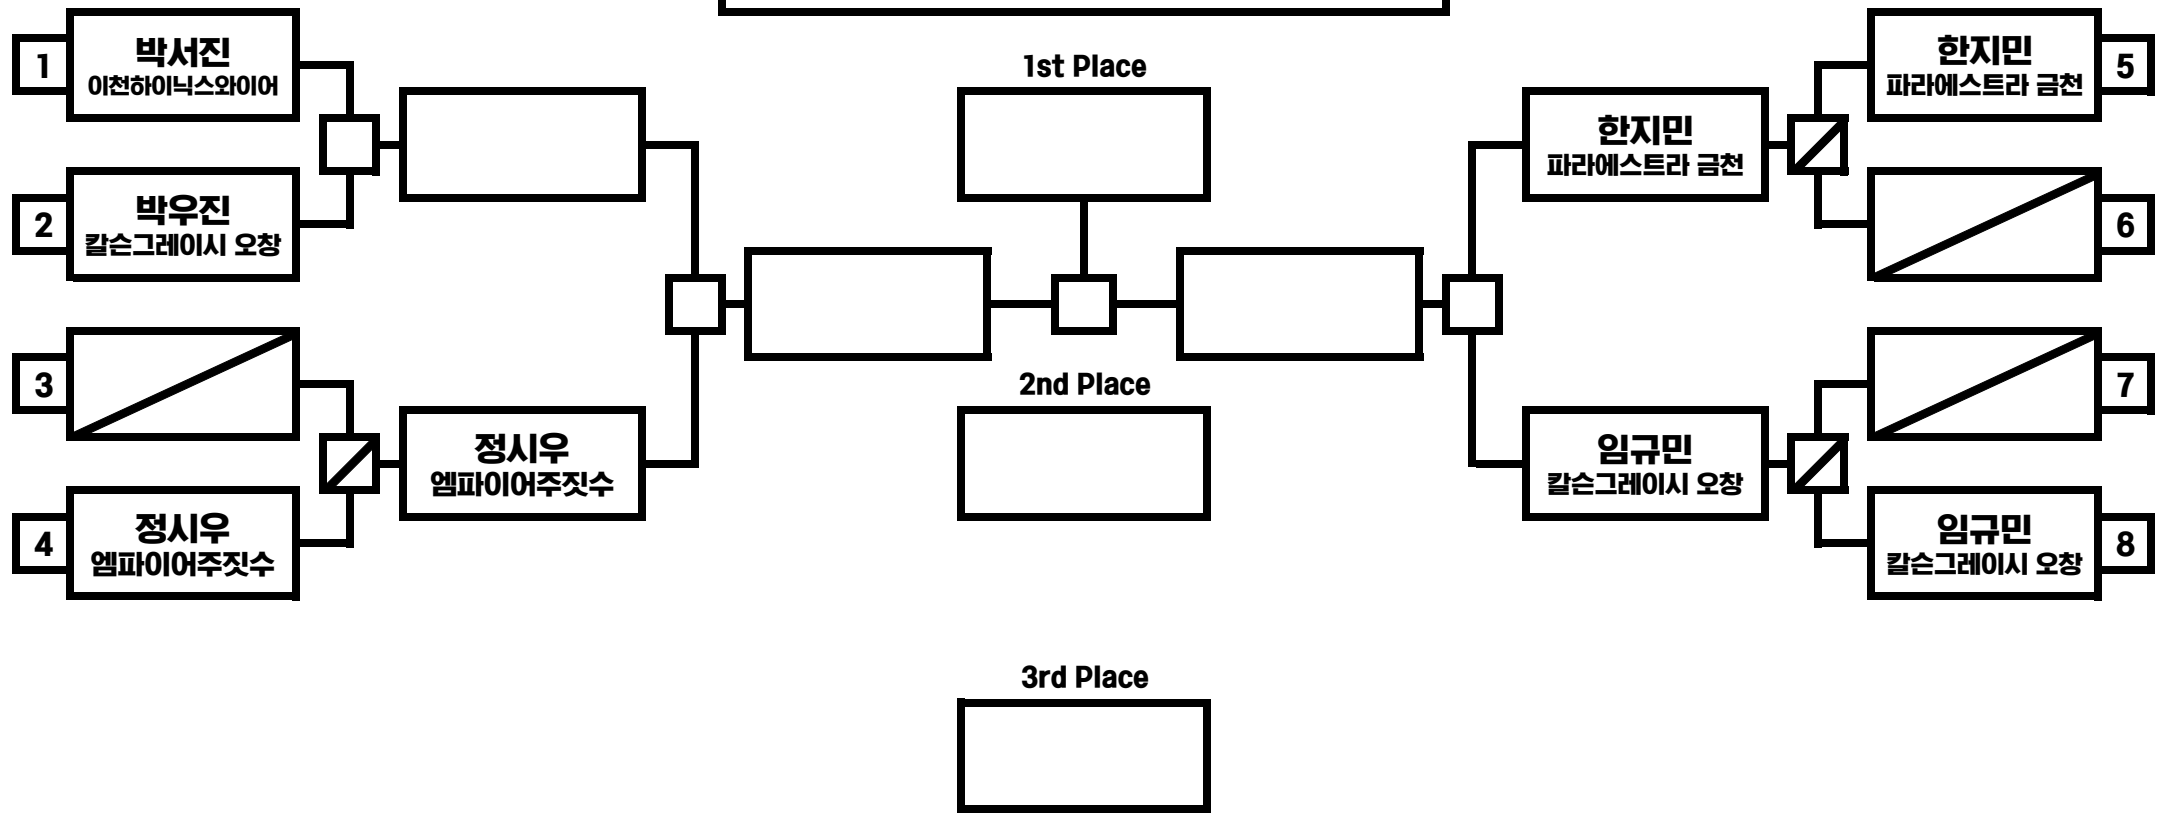 1
박서진
이천하이닉스와이어
2
박우진
칼슨그레이시 오창
3
4
정시우
엠파이어주짓수
정시우
엠파이어주짓수
1st Place
2nd Place
3rd Place
한지민
파라에스트라 금천
임규민
칼슨그레이시 오창
한지민
파라에스트라 금천
5
6
7
임규민
칼슨그레이시 오창
8